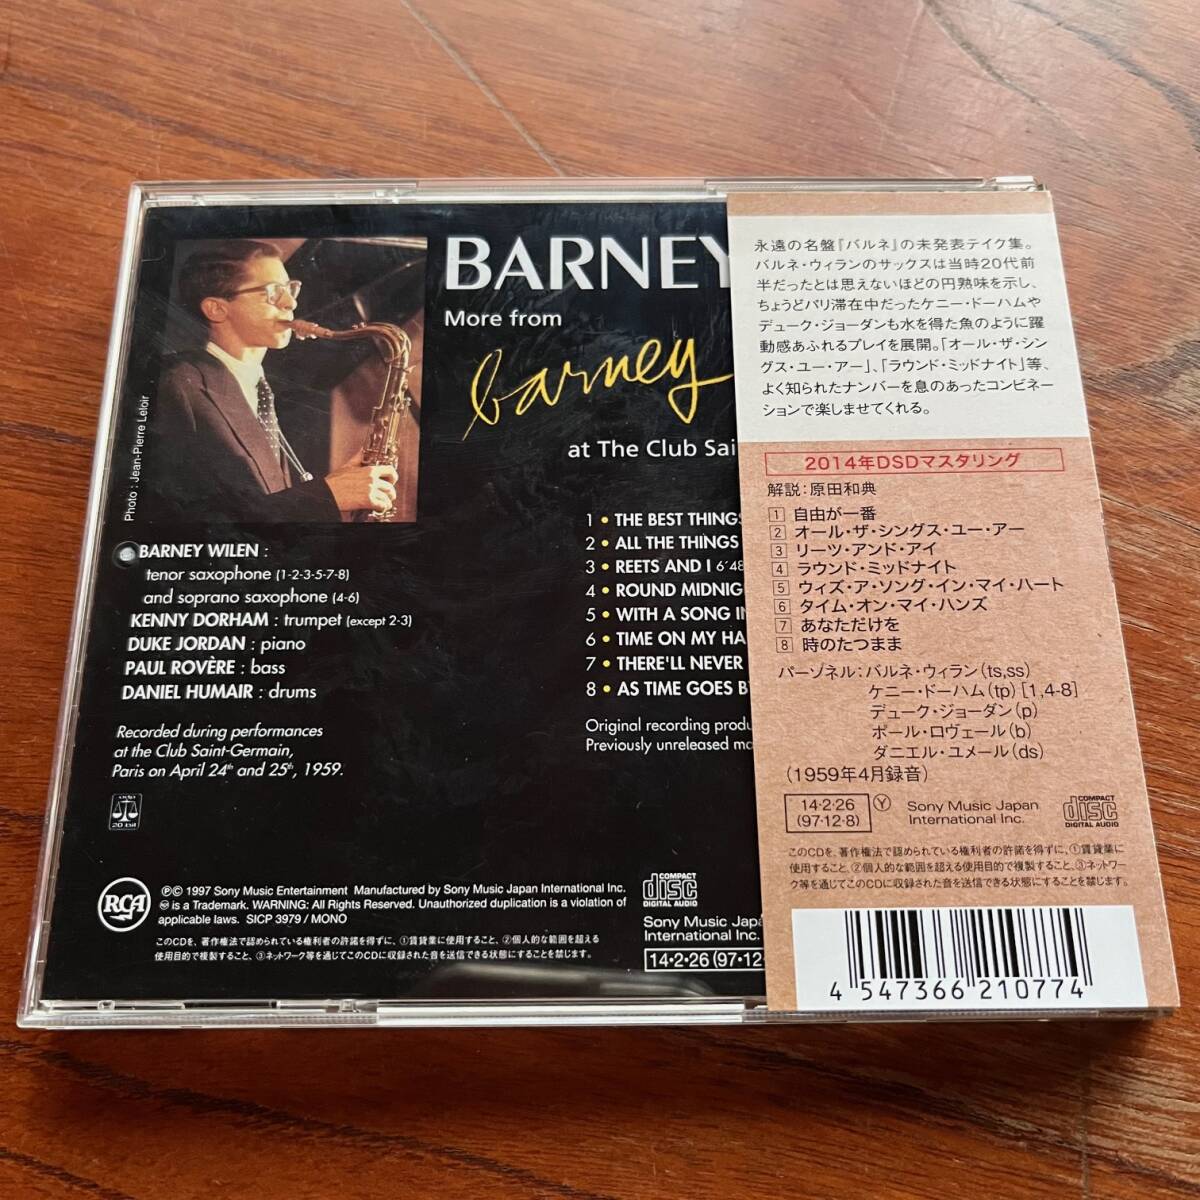 BARNEY
More from
barney
at The Club Sai
Photo : Jean-Pierre Leloir
1 • THE BEST THINGS
2 • ALL THE THINGS
3 • REETS AND I 6'48
4 • ROUND MIDNIG
5 • WITH A SONG IN
6 • TIME ON MY HA
7 • THERE'LL NEVER
8 • AS TIME GOES B
Original recording produ
Previously unreleased ma
BARNEY WILEN :
tenor saxophone (1-2-3-5-7-8)
and soprano saxophone (4-6)
KENNY DORHAM : trumpet (except 2-3)
DUKE JORDAN : piano
PAUL ROVÈRE : bass
DANIEL HUMAIR : drums
Recorded during performances
at the Club Saint-Germain,
Paris on April 24th and 25th, 1959.
20 bit
RCA
℗© 1997 Sony Music Entertainment Manufactured by Sony Music Japan International Inc.
is a Trademark. WARNING: All Rights Reserved. Unauthorized duplication is a violation of
applicable laws. SICP 3979 / MONO
このCDを、著作権法で認められている権利者の許諾を得ずに、①賃貸業に使用すること、②個人的な範囲を超える
使用目的で複製すること、③ネットワーク等を通じてこのCDに収録された音を送信できる状態にすることを禁じます。
COMPACT
disc
DIGITAL AUDIO
Sony Music Japa
International Inc.
14・2・26 (97・12・
永遠の名盤『バルネ』の未発表テイク集。
バルネ・ウィランのサックスは当時20代前
半だったとは思えないほどの円熟味を示し、
ちょうどパリ滞在中だったケニー・ドーハムや
デューク・ジョーダンも水を得た魚のように躍
動感あふれるプレイを展開。「オール・ザ・シン
グス・ユー・アー」、「ラウンド・ミッドナイト」等、
よく知られたナンバーを息のあったコンビネー
ションで楽しませてくれる。
2014年DSDマスタリング
解説：原田和典
1 自由が一番
2 オール・ザ・シングス・ユー・アー
3 リーツ・アンド・アイ
4 ラウンド・ミッドナイト
5 ウィズ・ア・ソング・イン・マイ・ハート
6 タイム・オン・マイ・ハンズ
7 あなただけを
8 時のたつまま
パーソネル：バルネ・ウィラン(ts,ss)
ケニー・ドーハム(tp)[1,4-8]
デューク・ジョーダン(p)
ポール・ロヴェール(b)
ダニエル・ユメール(ds)
(1959年4月録音)
14・2・26
(97・12・8)
Y
Sony Music Japan
International Inc.
COMPACT
disc
DIGITAL AUDIO
このCDを、著作権法で認められている権利者の許諾を得ずに、①賃貸業に
使用すること、②個人的な範囲を超える使用目的で複製すること、③ネットワー
ク等を通じてこのCDに収録された音を送信できる状態にすることを禁じます。
4 547366 210774